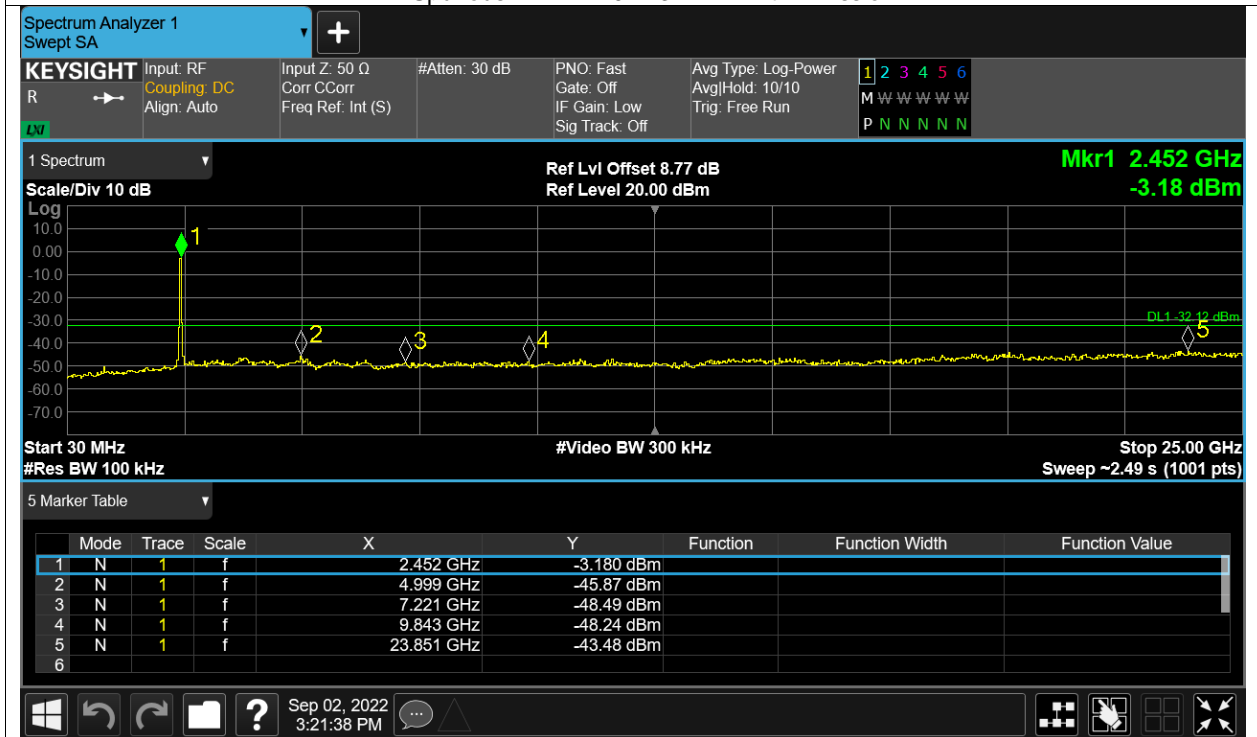 Spectrum Analyzer 1
Swept SA
+
KEYSIGHT Input: RF Input Z: 50 Ω #Atten: 30 dB PNO: Fast Avg Type: Log-Power 1 2 3 4 5 6
R Coupling: DC Corr CCorr Gate: Off Avg|Hold: 10/10 M W W W W W
Align: Auto Freq Ref: Int (S) IF Gain: Low Trig: Free Run
LXI Sig Track: Off P N N N N N
1 Spectrum Ref Lvl Offset 8.77 dB Mkr1 2.452 GHz
Scale/Div 10 dB Ref Level 20.00 dBm -3.18 dBm
Log
10.0 1
0.00
-10.0
-20.0
-30.0 DL1 -32.12 dBm
-40.0 2 3 4 5
-50.0
-60.0
-70.0
Start 30 MHz #Video BW 300 kHz Stop 25.00 GHz
#Res BW 100 kHz Sweep ~2.49 s (1001 pts)
5 Marker Table
Mode Trace Scale X Y Function Function Width Function Value
1 N 1 f 2.452 GHz -3.180 dBm
2 N 1 f 4.999 GHz -45.87 dBm
3 N 1 f 7.221 GHz -48.49 dBm
4 N 1 f 9.843 GHz -48.24 dBm
5 N 1 f 23.851 GHz -43.48 dBm
6
? Sep 02, 2022
3:21:38 PM